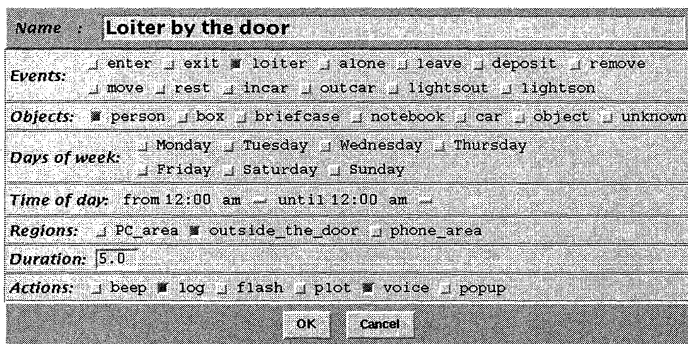 Name : Loiter by the door
Events: enter exit loiter alone leave deposit remove
move rest incar outcar lightsout lightson
Objects: person box briefcase notebook car object unknown
Days of week: Monday Tuesday Wednesday Thursday
Friday Saturday Sunday
Time of day: from 12:00 am until 12:00 am
Regions: PC_area outside_the_door phone_area
Duration: 5.0
Actions: beep log flash plot voice popup
OK Cancel